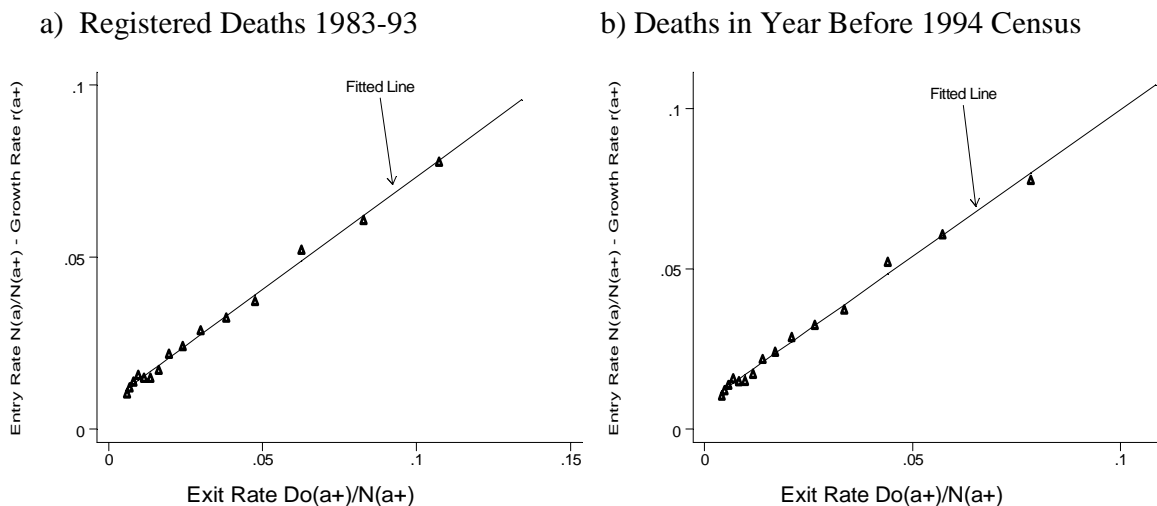 a) Registered Deaths 1983-93
b) Deaths in Year Before 1994 Census
Entry Rate N(a)/N(a+) - Growth Rate r(a+)
.1
.05
0
Fitted Line
0
.05
.1
.15
Exit Rate Do(a+)/N(a+)
Entry Rate N(a)/N(a+) - Growth Rate r(a+)
.1
.05
0
Fitted Line
0
.05
.1
Exit Rate Do(a+)/N(a+)